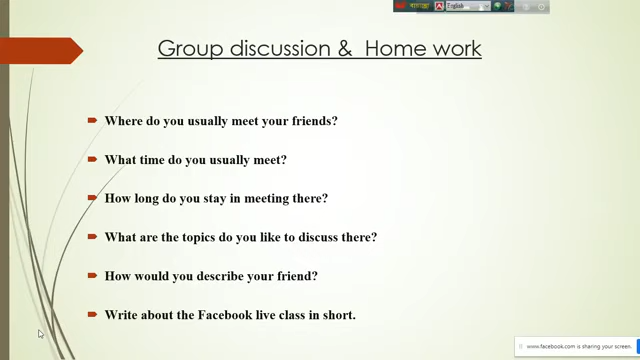 English
Group discussion & Home work
Where do you usually meet your friends?
What time do you usually meet?
How long do you stay in meeting there?
What are the topics do you like to discuss there?
How would you describe your friend?
Write about the Facebook live class in short.
www.facebook.com is sharing your screen.